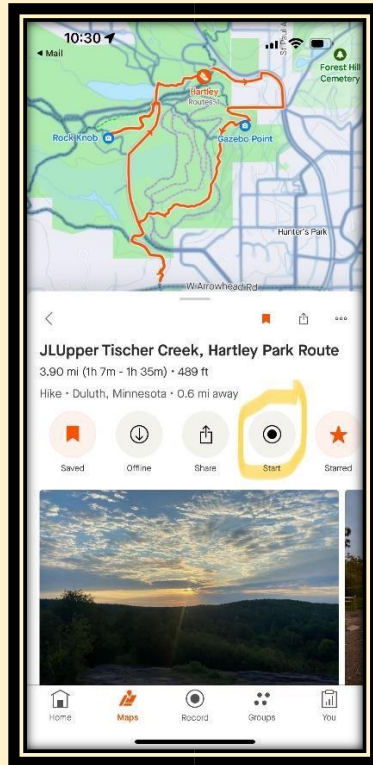 10:30
Mail
St Paul A
Forest Hill
Cemetery
Hartley
Routes
Rock Knob
Gazebo Point
Hunter's Park
W Arrowhead Rd
JLUpper Tischer Creek, Hartley Park Route
3.90 mi (1h 7m - 1h 35m) • 489 ft
Hike • Duluth, Minnesota • 0.6 mi away
Saved Offline Share Start Starred
Home Maps Record Groups You